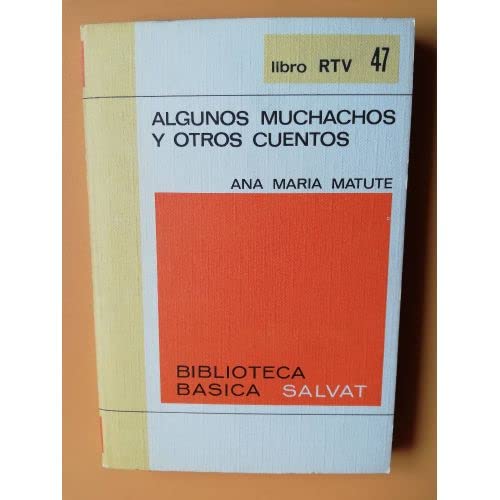 libro RTV 47
ALGUNOS MUCHACHOS
Y OTROS CUENTOS
ANA MARIA MATUTE
BIBLIOTECA
BASICA SALVAT